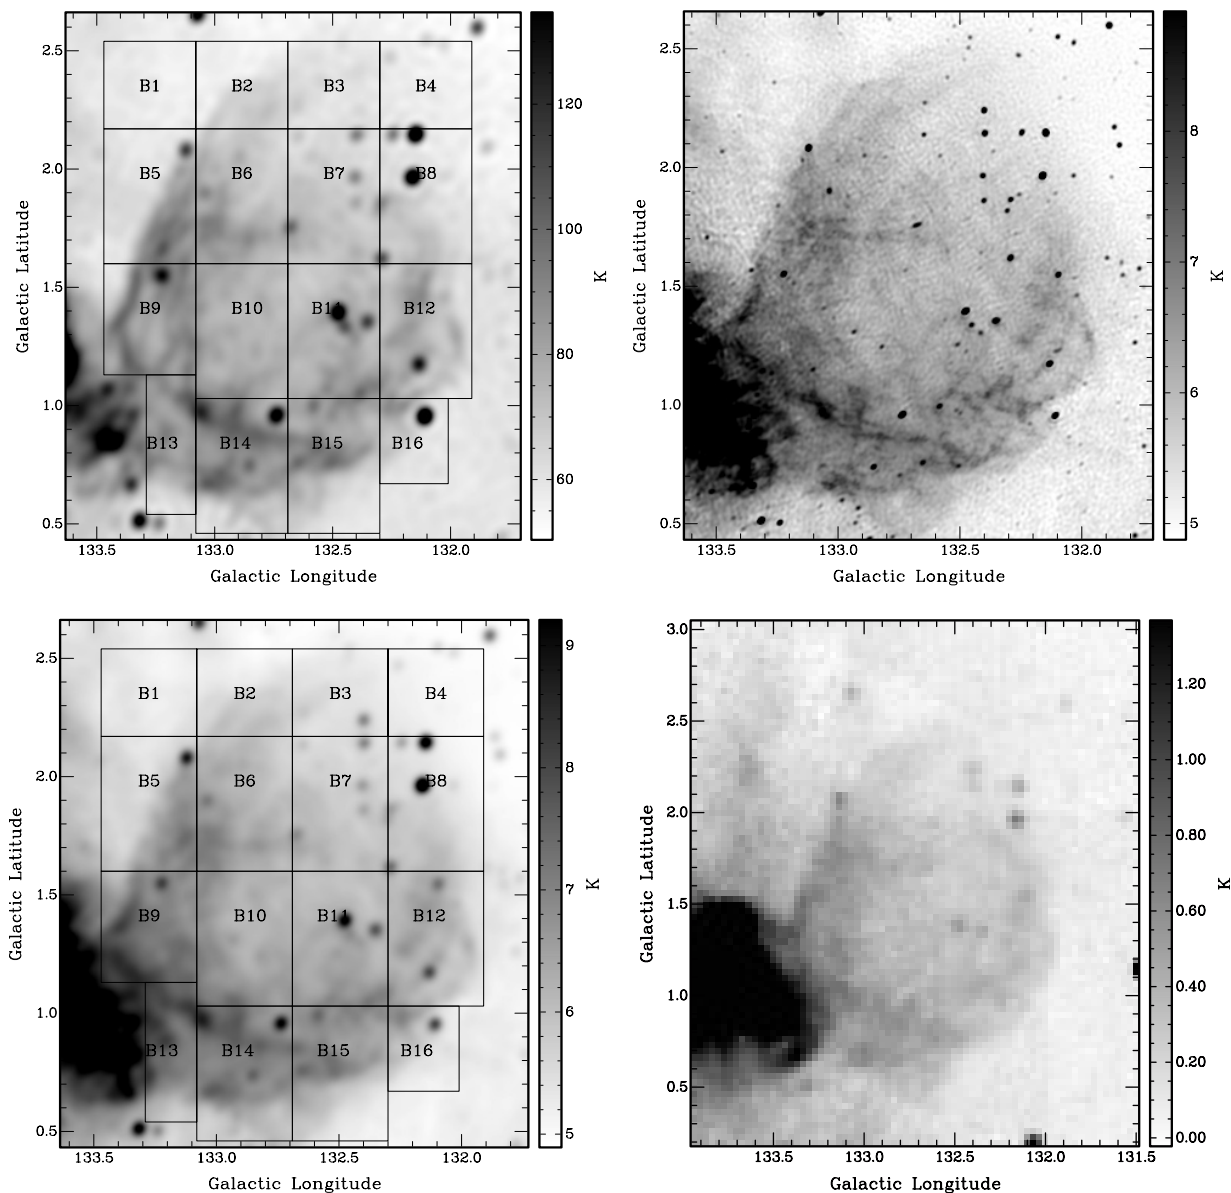 2.5
2.0
1.5
1.0
0.5
133.5 133.0 132.5 132.0
Galactic Longitude
Galactic Latitude
B1 B2 B3 B4
B5 B6 B7 B8
B9 B10 B11 B12
B13 B14 B15 B16
120
100
80
60
K
2.5
2.0
1.5
1.0
0.5
133.5 133.0 132.5 132.0
Galactic Longitude
Galactic Latitude
8
7
6
5
K
2.5
2.0
1.5
1.0
0.5
133.5 133.0 132.5 132.0
Galactic Longitude
Galactic Latitude
B1 B2 B3 B4
B5 B6 B7 B8
B9 B10 B11 B12
B13 B14 B15 B16
9
8
7
6
5
K
3.0
2.5
2.0
1.5
1.0
0.5
133.5 133.0 132.5 132.0 131.5
Galactic Longitude
Galactic Latitude
1.20
1.00
0.80
0.60
0.40
0.20
0.00
K